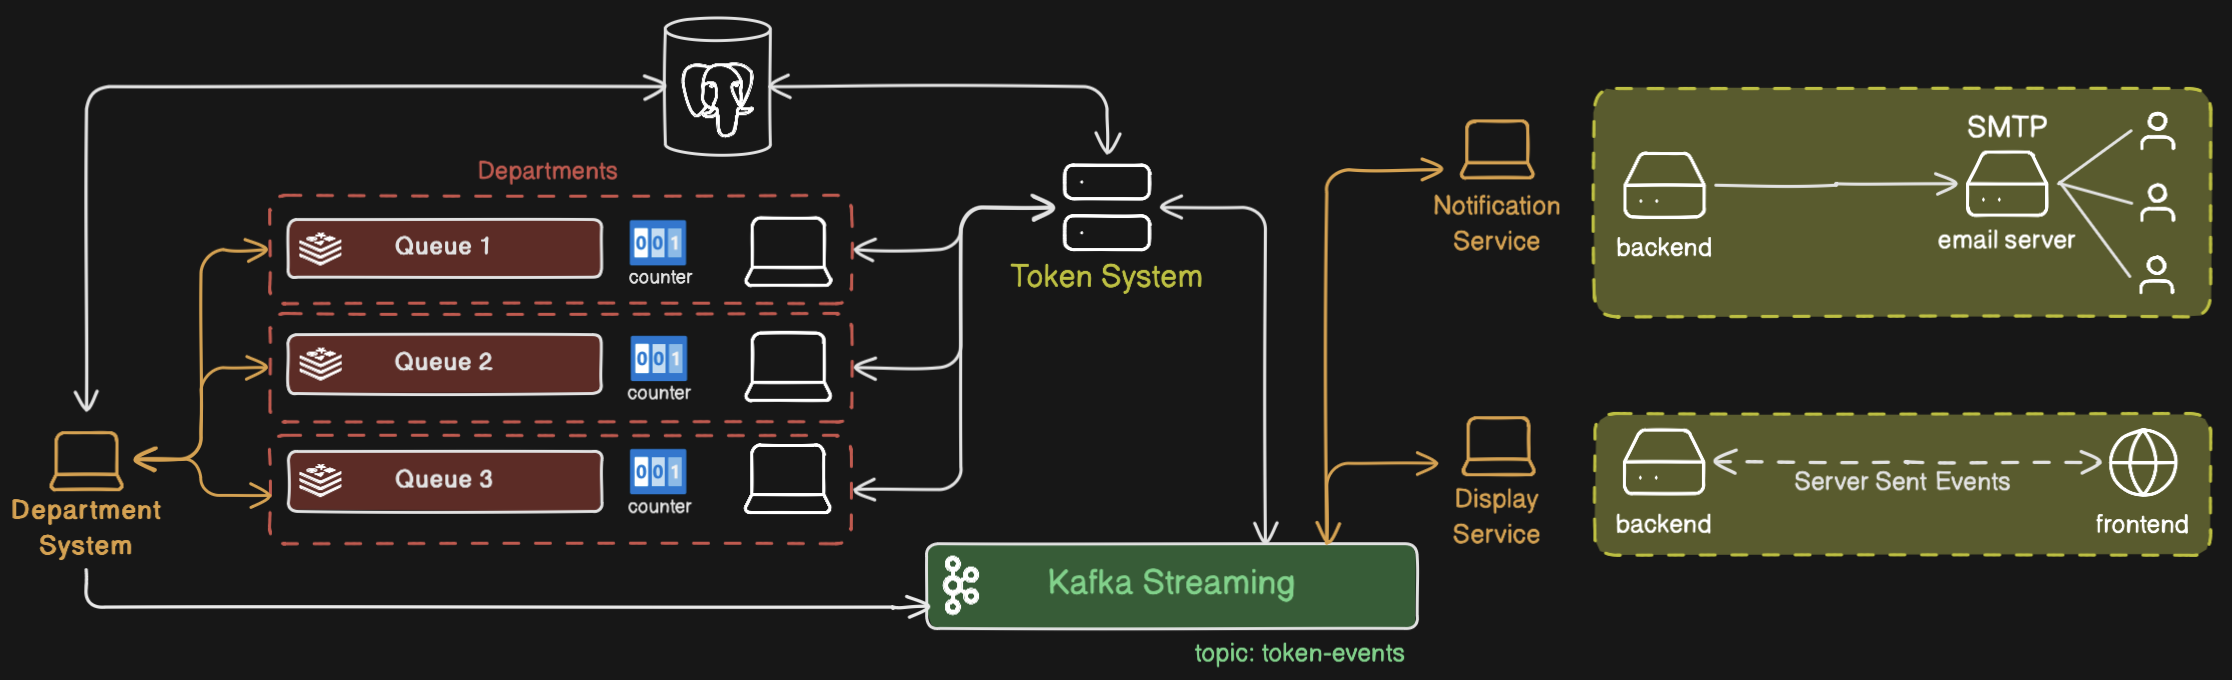 Departments
Queue 1
001
counter
Queue 2
001
counter
Queue 3
001
counter
Department
System
Token System
Kafka Streaming
topic: token-events
Notification
Service
Display
Service
SMTP
backend
email server
Server Sent Events
backend
frontend